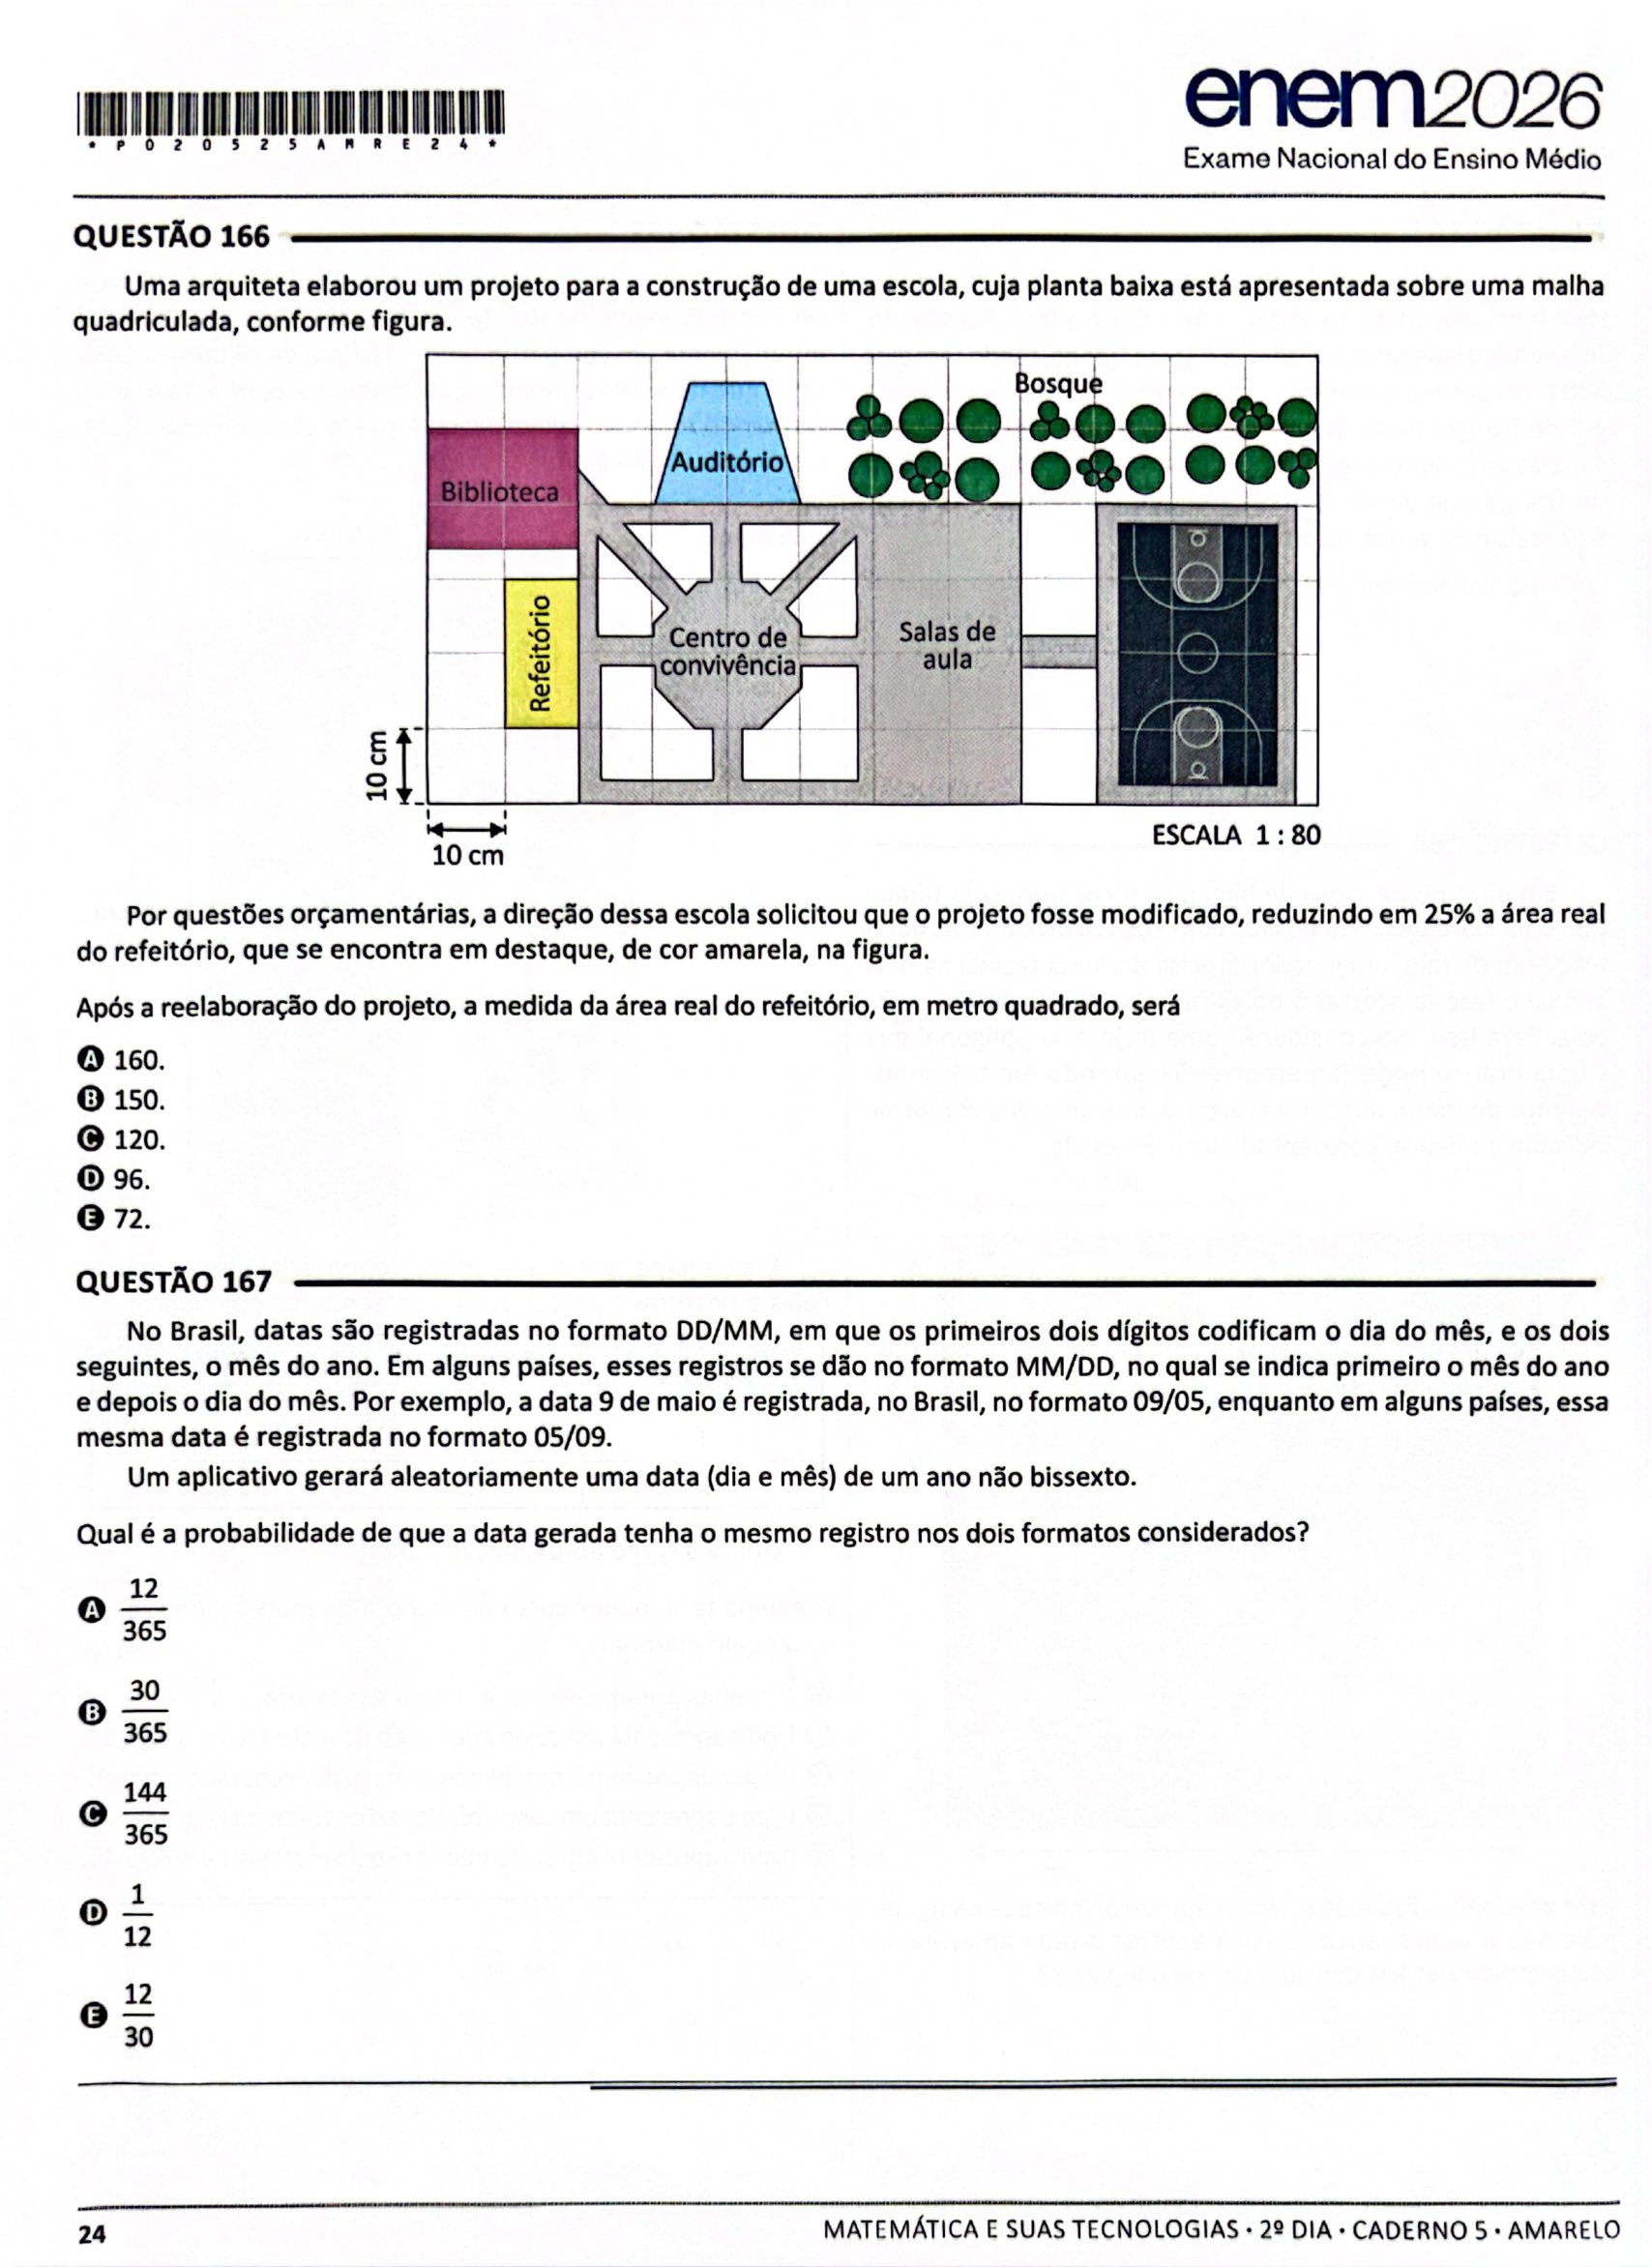 *P020525AMRE24*
enem2026
Exame Nacional do Ensino Médio
QUESTÃO 166
Uma arquiteta elaborou um projeto para a construção de uma escola, cuja planta baixa está apresentada sobre uma malha
quadriculada, conforme figura.
Bosque
Auditório
Biblioteca
Refeitório
Centro de
convivência
Salas de
aula
10 cm
10 cm
ESCALA 1 : 80
Por questões orçamentárias, a direção dessa escola solicitou que o projeto fosse modificado, reduzindo em 25% a área real
do refeitório, que se encontra em destaque, de cor amarela, na figura.
Após a reelaboração do projeto, a medida da área real do refeitório, em metro quadrado, será
A 160.
B 150.
C 120.
D 96.
E 72.
QUESTÃO 167
No Brasil, datas são registradas no formato DD/MM, em que os primeiros dois dígitos codificam o dia do mês, e os dois
seguintes, o mês do ano. Em alguns países, esses registros se dão no formato MM/DD, no qual se indica primeiro o mês do ano
e depois o dia do mês. Por exemplo, a data 9 de maio é registrada, no Brasil, no formato 09/05, enquanto em alguns países, essa
mesma data é registrada no formato 05/09.
Um aplicativo gerará aleatoriamente uma data (dia e mês) de um ano não bissexto.
Qual é a probabilidade de que a data gerada tenha o mesmo registro nos dois formatos considerados?
A 12/365
B 30/365
C 144/365
D 1/12
E 12/30
24
MATEMÁTICA E SUAS TECNOLOGIAS • 2º DIA • CADERNO 5 • AMARELO